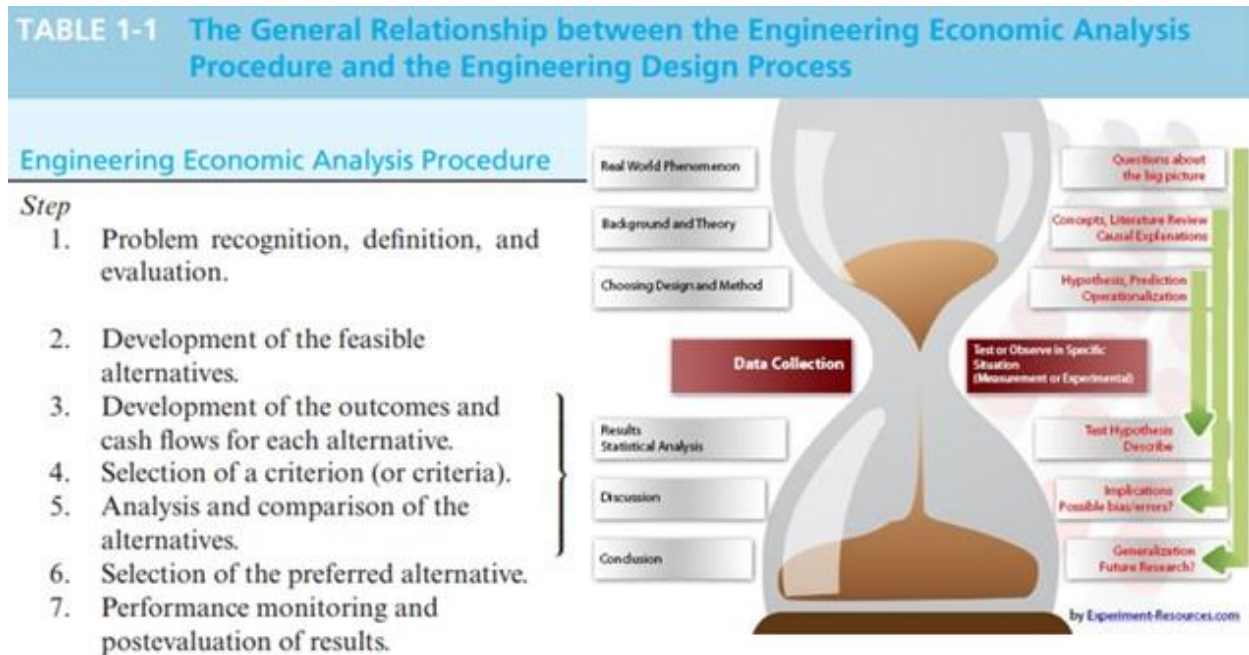 TABLE 1-1 The General Relationship between the Engineering Economic Analysis
Procedure and the Engineering Design Process
Engineering Economic Analysis Procedure
Step
1. Problem recognition, definition, and
evaluation.
2. Development of the feasible
alternatives.
3. Development of the outcomes and
cash flows for each alternative.
4. Selection of a criterion (or criteria).
5. Analysis and comparison of the
alternatives.
6. Selection of the preferred alternative.
7. Performance monitoring and
postevaluation of results.
Real World Phenomenon
Questions about
the big picture
Background and Theory
Concepts, Literature Review
Causal Explanations
Choosing Design and Method
Hypothesis, Prediction
Operationalization
Data Collection
Test or Observe in Specific
Situation
(Measurement or Experimental)
Results
Statistical Analysis
Test Hypothesis
Describe
Discussion
Implications
Possible bias/errors?
Conclusion
Generalization
Future Research?
by Experiment-Resources.com